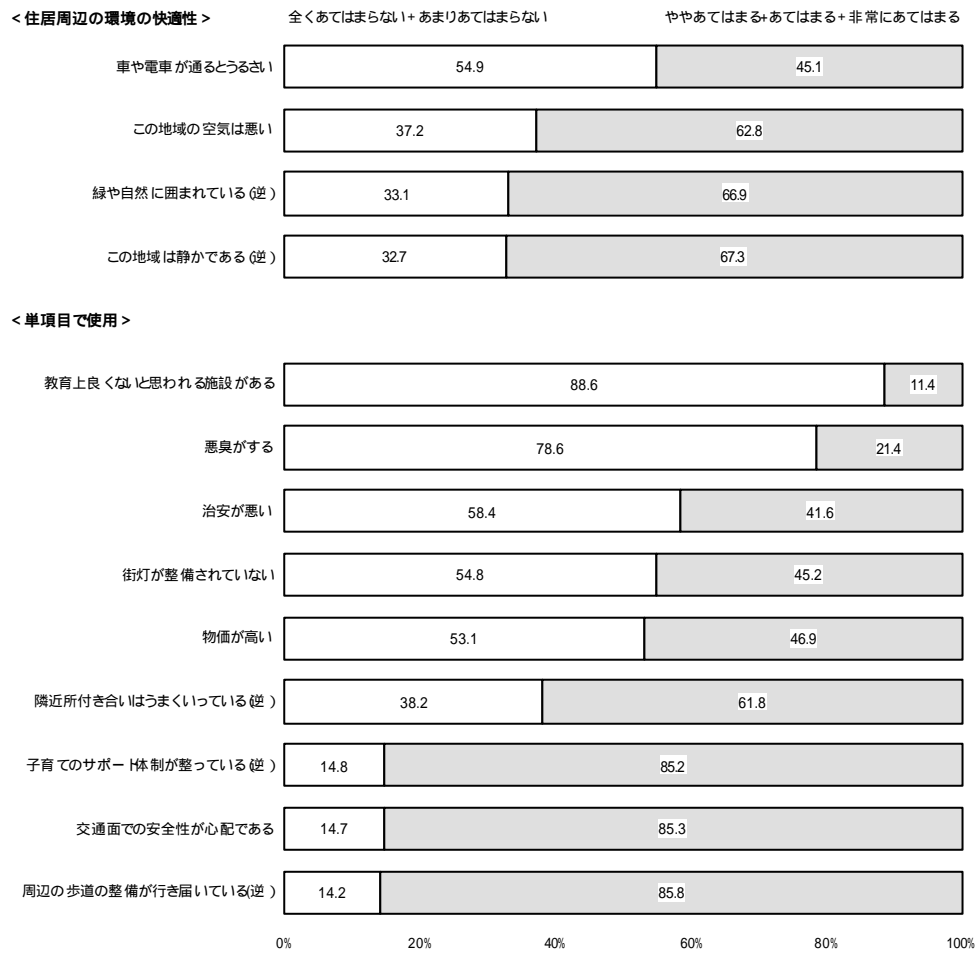 <住居周辺の環境の快適性>
全くあてはまらない+あまりあてはまらない
ややあてはまる+あてはまる+非常にあてはまる
車や電車が通るとうるさい 54.9 45.1
この地域の空気は悪い 37.2 62.8
緑や自然に囲まれている(逆) 33.1 66.9
この地域は静かである(逆) 32.7 67.3
<単項目で使用>
教育上良くないと思われる施設がある 88.6 11.4
悪臭がする 78.6 21.4
治安が悪い 58.4 41.6
街灯が整備されていない 54.8 45.2
物価が高い 53.1 46.9
隣近所付き合いはうまくいっている(逆) 38.2 61.8
子育てのサポート体制が整っている(逆) 14.8 85.2
交通面での安全性が心配である 14.7 85.3
周辺の歩道の整備が行き届いている(逆) 14.2 85.8
0% 20% 40% 60% 80% 100%